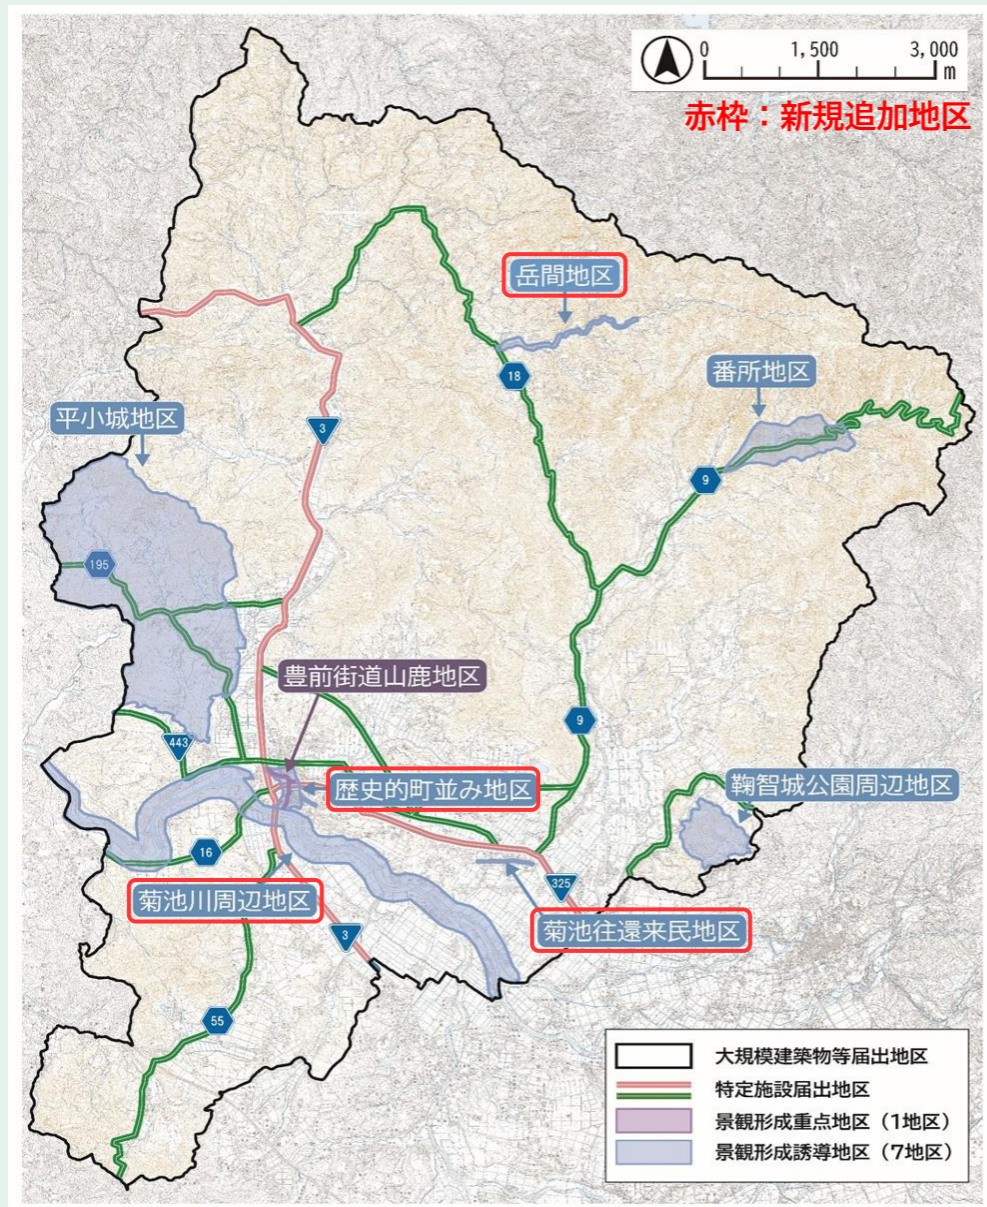 0 1,500 3,000
m
赤枠：新規追加地区
岳間地区
18
番所地区
平小城地区
3
9
195
豊前街道山鹿地区
9
443
歴史的町並み地区
鞠智城公園周辺地区
16
325
菊池川周辺地区
菊池往還来民地区
3
55
大規模建築物等届出地区
特定施設届出地区
景観形成重点地区（1地区）
景観形成誘導地区（7地区）